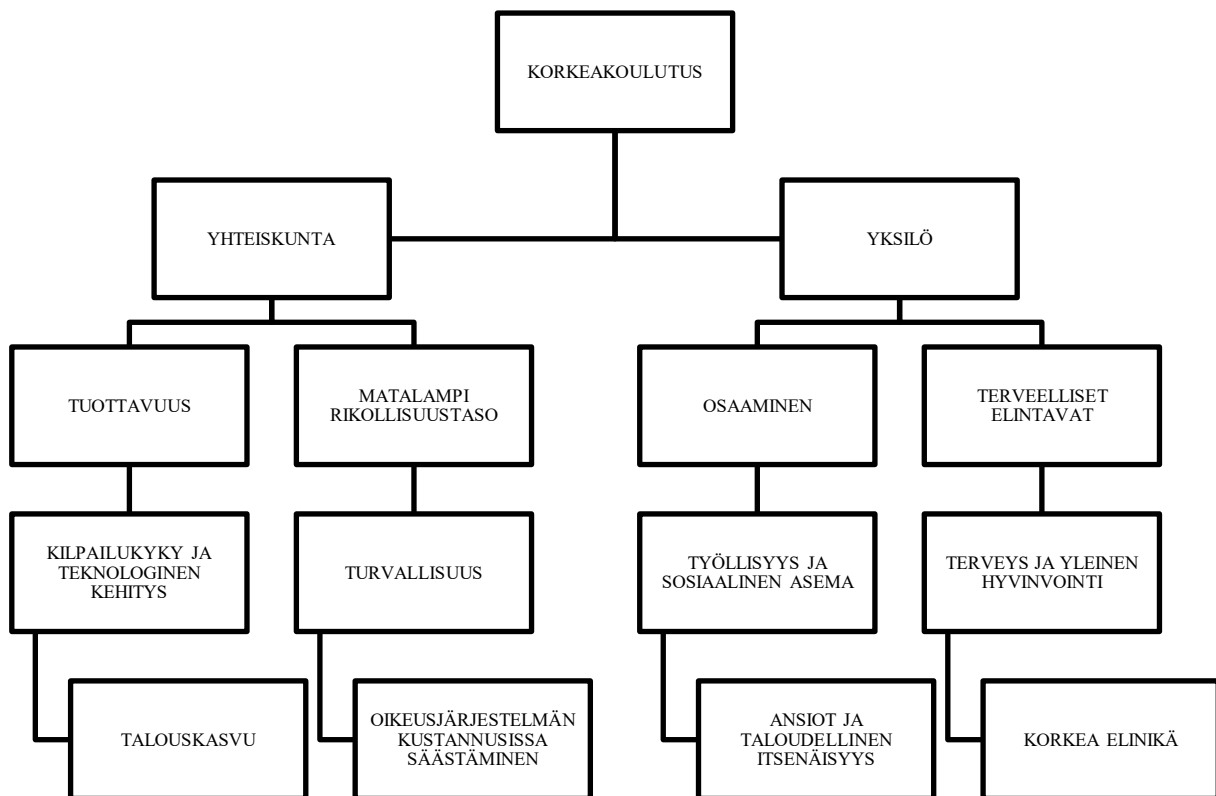 KORKEAKOULUTUS
YHTEISKUNTA
YKSILÖ
TUOTTAVUUS
MATALAMPI
RIKOLLISUUSTASO
OSAAMINEN
TERVEELLISET
ELINTAVAT
KILPAILUKYKY JA
TEKNOLOGINEN
KEHITYS
TURVALLISUUS
TYÖLLISYYS JA
SOSIAALINEN ASEMA
TERVEYS JA YLEINEN
HYVINVOINTI
TALOUSKASVU
OIKEUSJÄRJESTELMÄN
KUSTANNUSISSA
SÄÄSTÄMINEN
ANSIOT JA
TALOUDELLINEN
ITSENÄISYYS
KORKEA ELINIKÄ